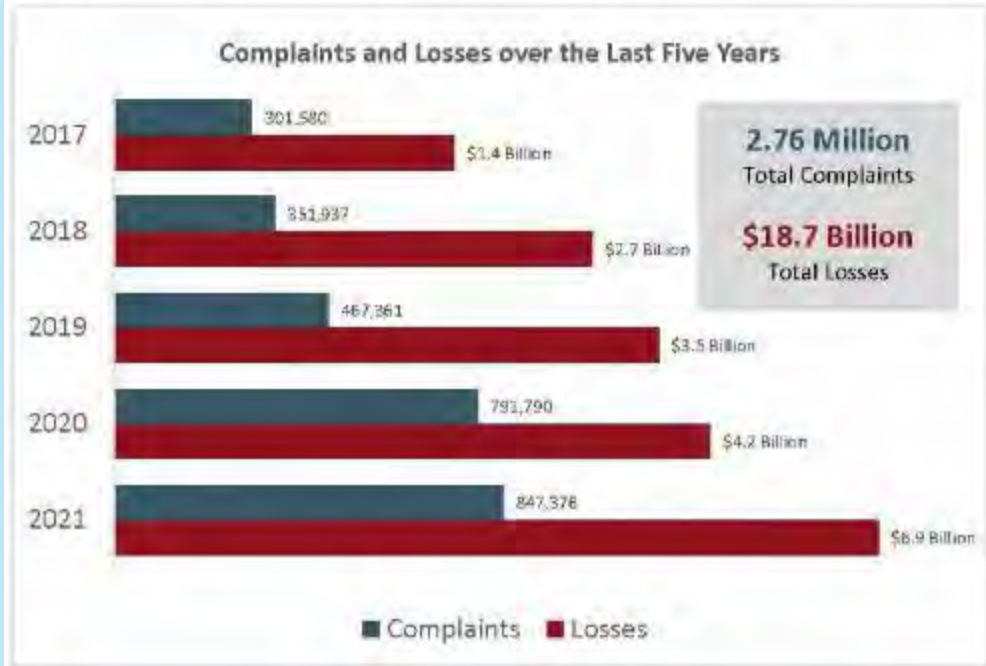 Complaints and Losses over the Last Five Years
2017
301,580
$1.4 Billion
2.76 Million
Total Complaints
$18.7 Billion
Total Losses
2018
351,937
$2.7 Billion
2019
467,361
$3.5 Billion
2020
791,790
$4.2 Billion
2021
847,376
$6.9 Billion
Complaints
Losses